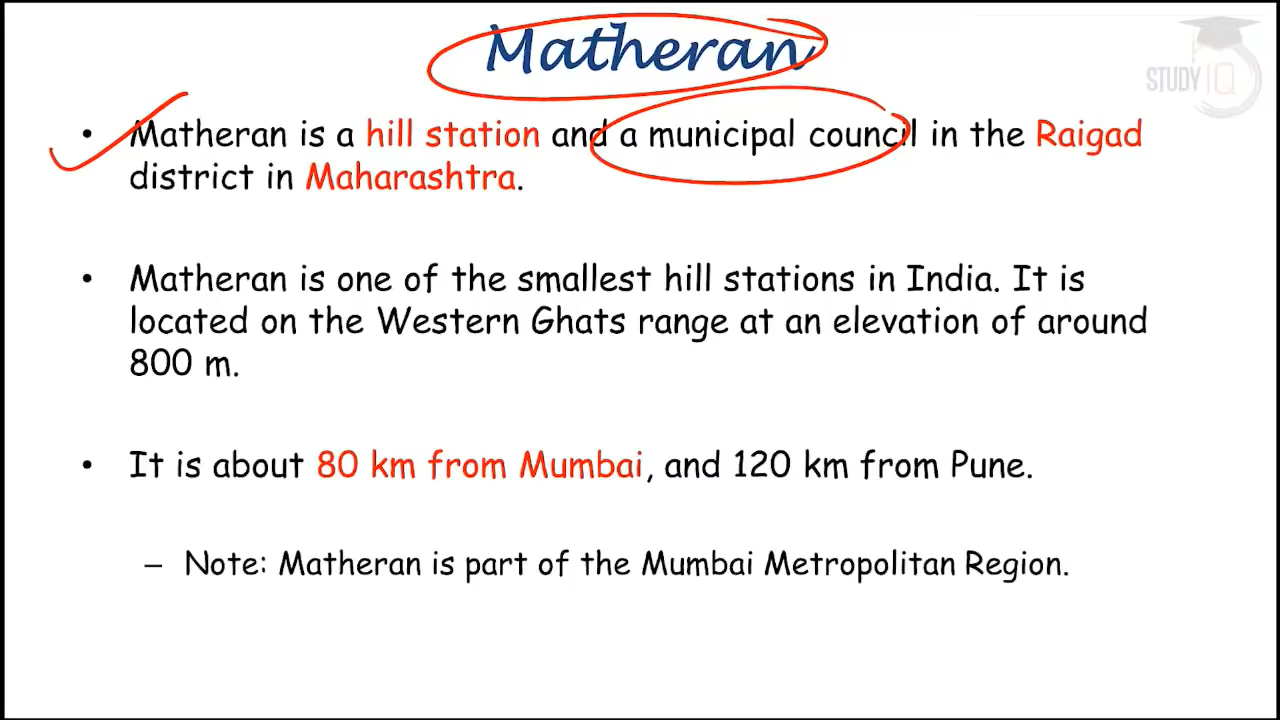 Matheran
STUDY IQ
• Matheran is a hill station and a municipal council in the Raigad
district in Maharashtra.
• Matheran is one of the smallest hill stations in India. It is
located on the Western Ghats range at an elevation of around
800 m.
• It is about 80 km from Mumbai, and 120 km from Pune.
– Note: Matheran is part of the Mumbai Metropolitan Region.